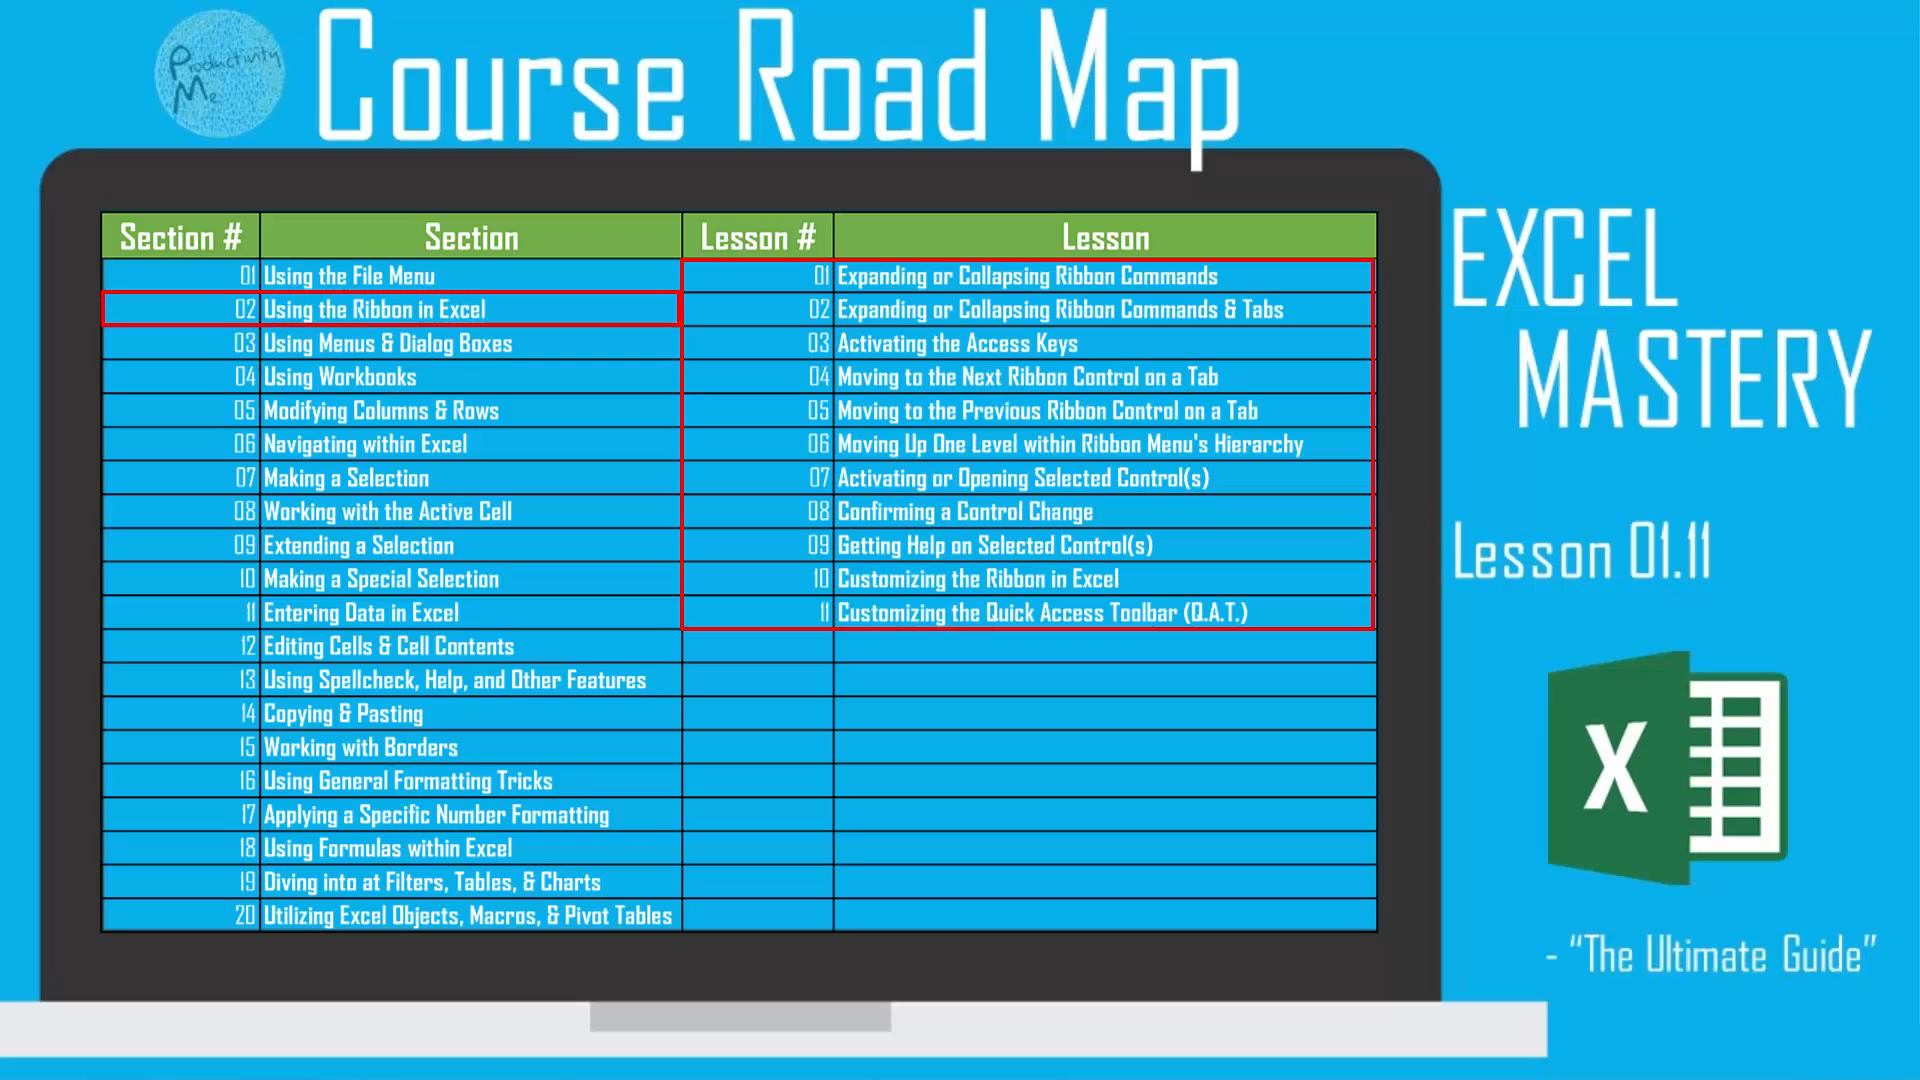 Productivity
Me
Course Road Map
EXCEL
MASTERY
Lesson 01.11
- “The Ultimate Guide”
X
Section # Section Lesson # Lesson
01 Using the File Menu 01 Expanding or Collapsing Ribbon Commands
02 Using the Ribbon in Excel 02 Expanding or Collapsing Ribbon Commands & Tabs
03 Using Menus & Dialog Boxes 03 Activating the Access Keys
04 Using Workbooks 04 Moving to the Next Ribbon Control on a Tab
05 Modifying Columns & Rows 05 Moving to the Previous Ribbon Control on a Tab
06 Navigating within Excel 06 Moving Up One Level within Ribbon Menu's Hierarchy
07 Making a Selection 07 Activating or Opening Selected Control(s)
08 Working with the Active Cell 08 Confirming a Control Change
09 Extending a Selection 09 Getting Help on Selected Control(s)
10 Making a Special Selection 10 Customizing the Ribbon in Excel
11 Entering Data in Excel 11 Customizing the Quick Access Toolbar (Q.A.T.)
12 Editing Cells & Cell Contents
13 Using Spellcheck, Help, and Other Features
14 Copying & Pasting
15 Working with Borders
16 Using General Formatting Tricks
17 Applying a Specific Number Formatting
18 Using Formulas within Excel
19 Diving into at Filters, Tables, & Charts
20 Utilizing Excel Objects, Macros, & Pivot Tables